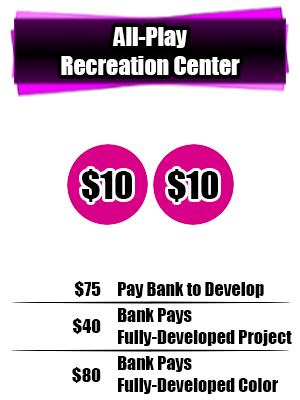 All-Play
Recreation Center
$10 $10
$75 Pay Bank to Develop
$40 Bank Pays
Fully-Developed Project
$80 Bank Pays
Fully-Developed Color